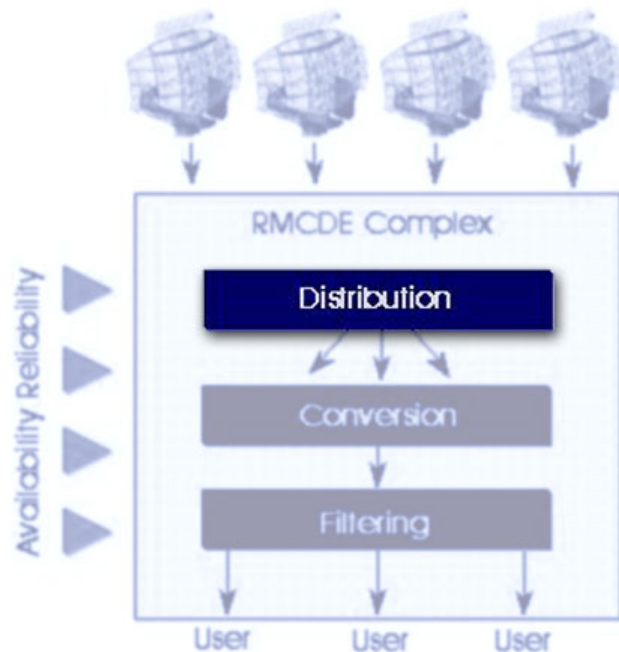 RMCDE Complex
Availability Reliability
Distribution
Conversion
Filtering
User User User